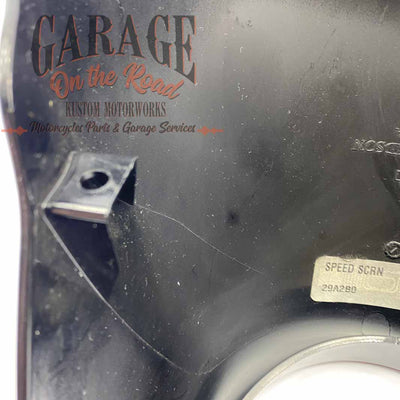 GARAGE
On the Road
KUSTOM MOTORWORKS
Motorcycles Parts & Garage Services
SPEED SCRN
29A280